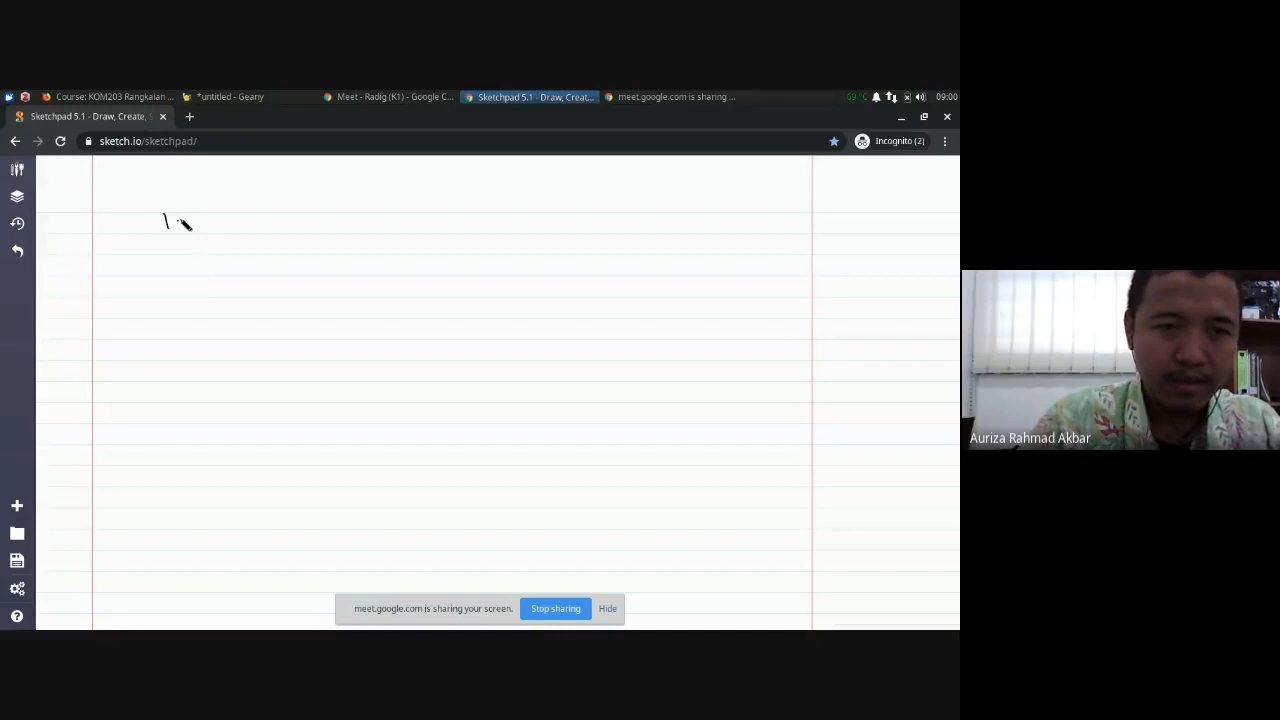 Course: KOM203 Rangkaian ... *untitled - Geany Meet - Radig (K1) - Google C... Sketchpad 5.1 - Draw, Creat... meet.google.com is sharing ... 69 °C 09:00
Sketchpad 5.1 - Draw, Create, S
sketch.io/sketchpad/ Incognito (2)
\
Auriza Rahmad Akbar
meet.google.com is sharing your screen. Stop sharing Hide